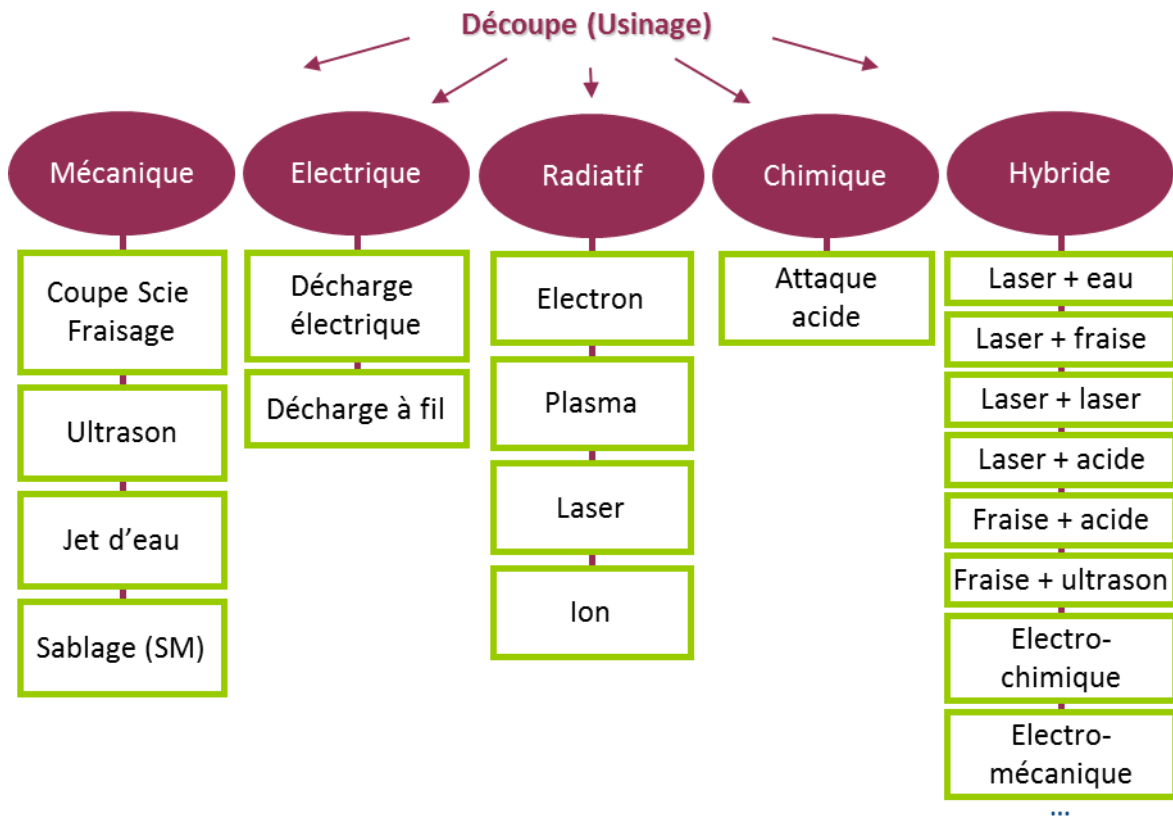 Découpe (Usinage)
Mécanique
Coupe Scie
Fraisage
Ultrason
Jet d’eau
Sablage (SM)
Electrique
Décharge
électrique
Décharge à fil
Radiatif
Electron
Plasma
Laser
Ion
Chimique
Attaque
acide
Hybride
Laser + eau
Laser + fraise
Laser + laser
Laser + acide
Fraise + acide
Fraise + ultrason
Electro-
chimique
Electro-
mécanique
...